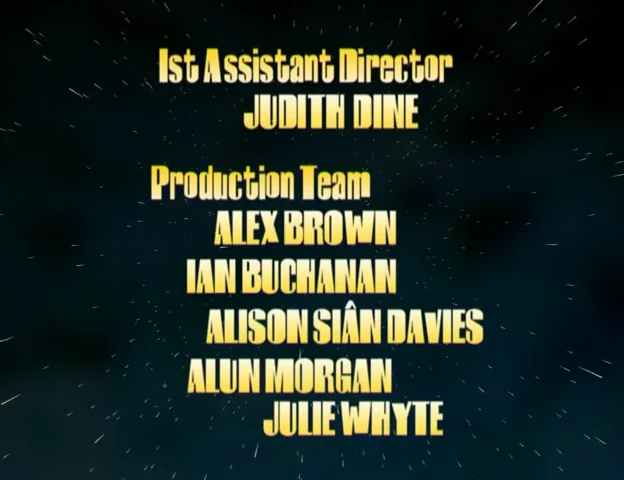 1st Assistant Director
JUDITH DINE
Production Team
ALEX BROWN
IAN BUCHANAN
ALISON SIÂN DAVIES
ALUN MORGAN
JULIE WHYTE